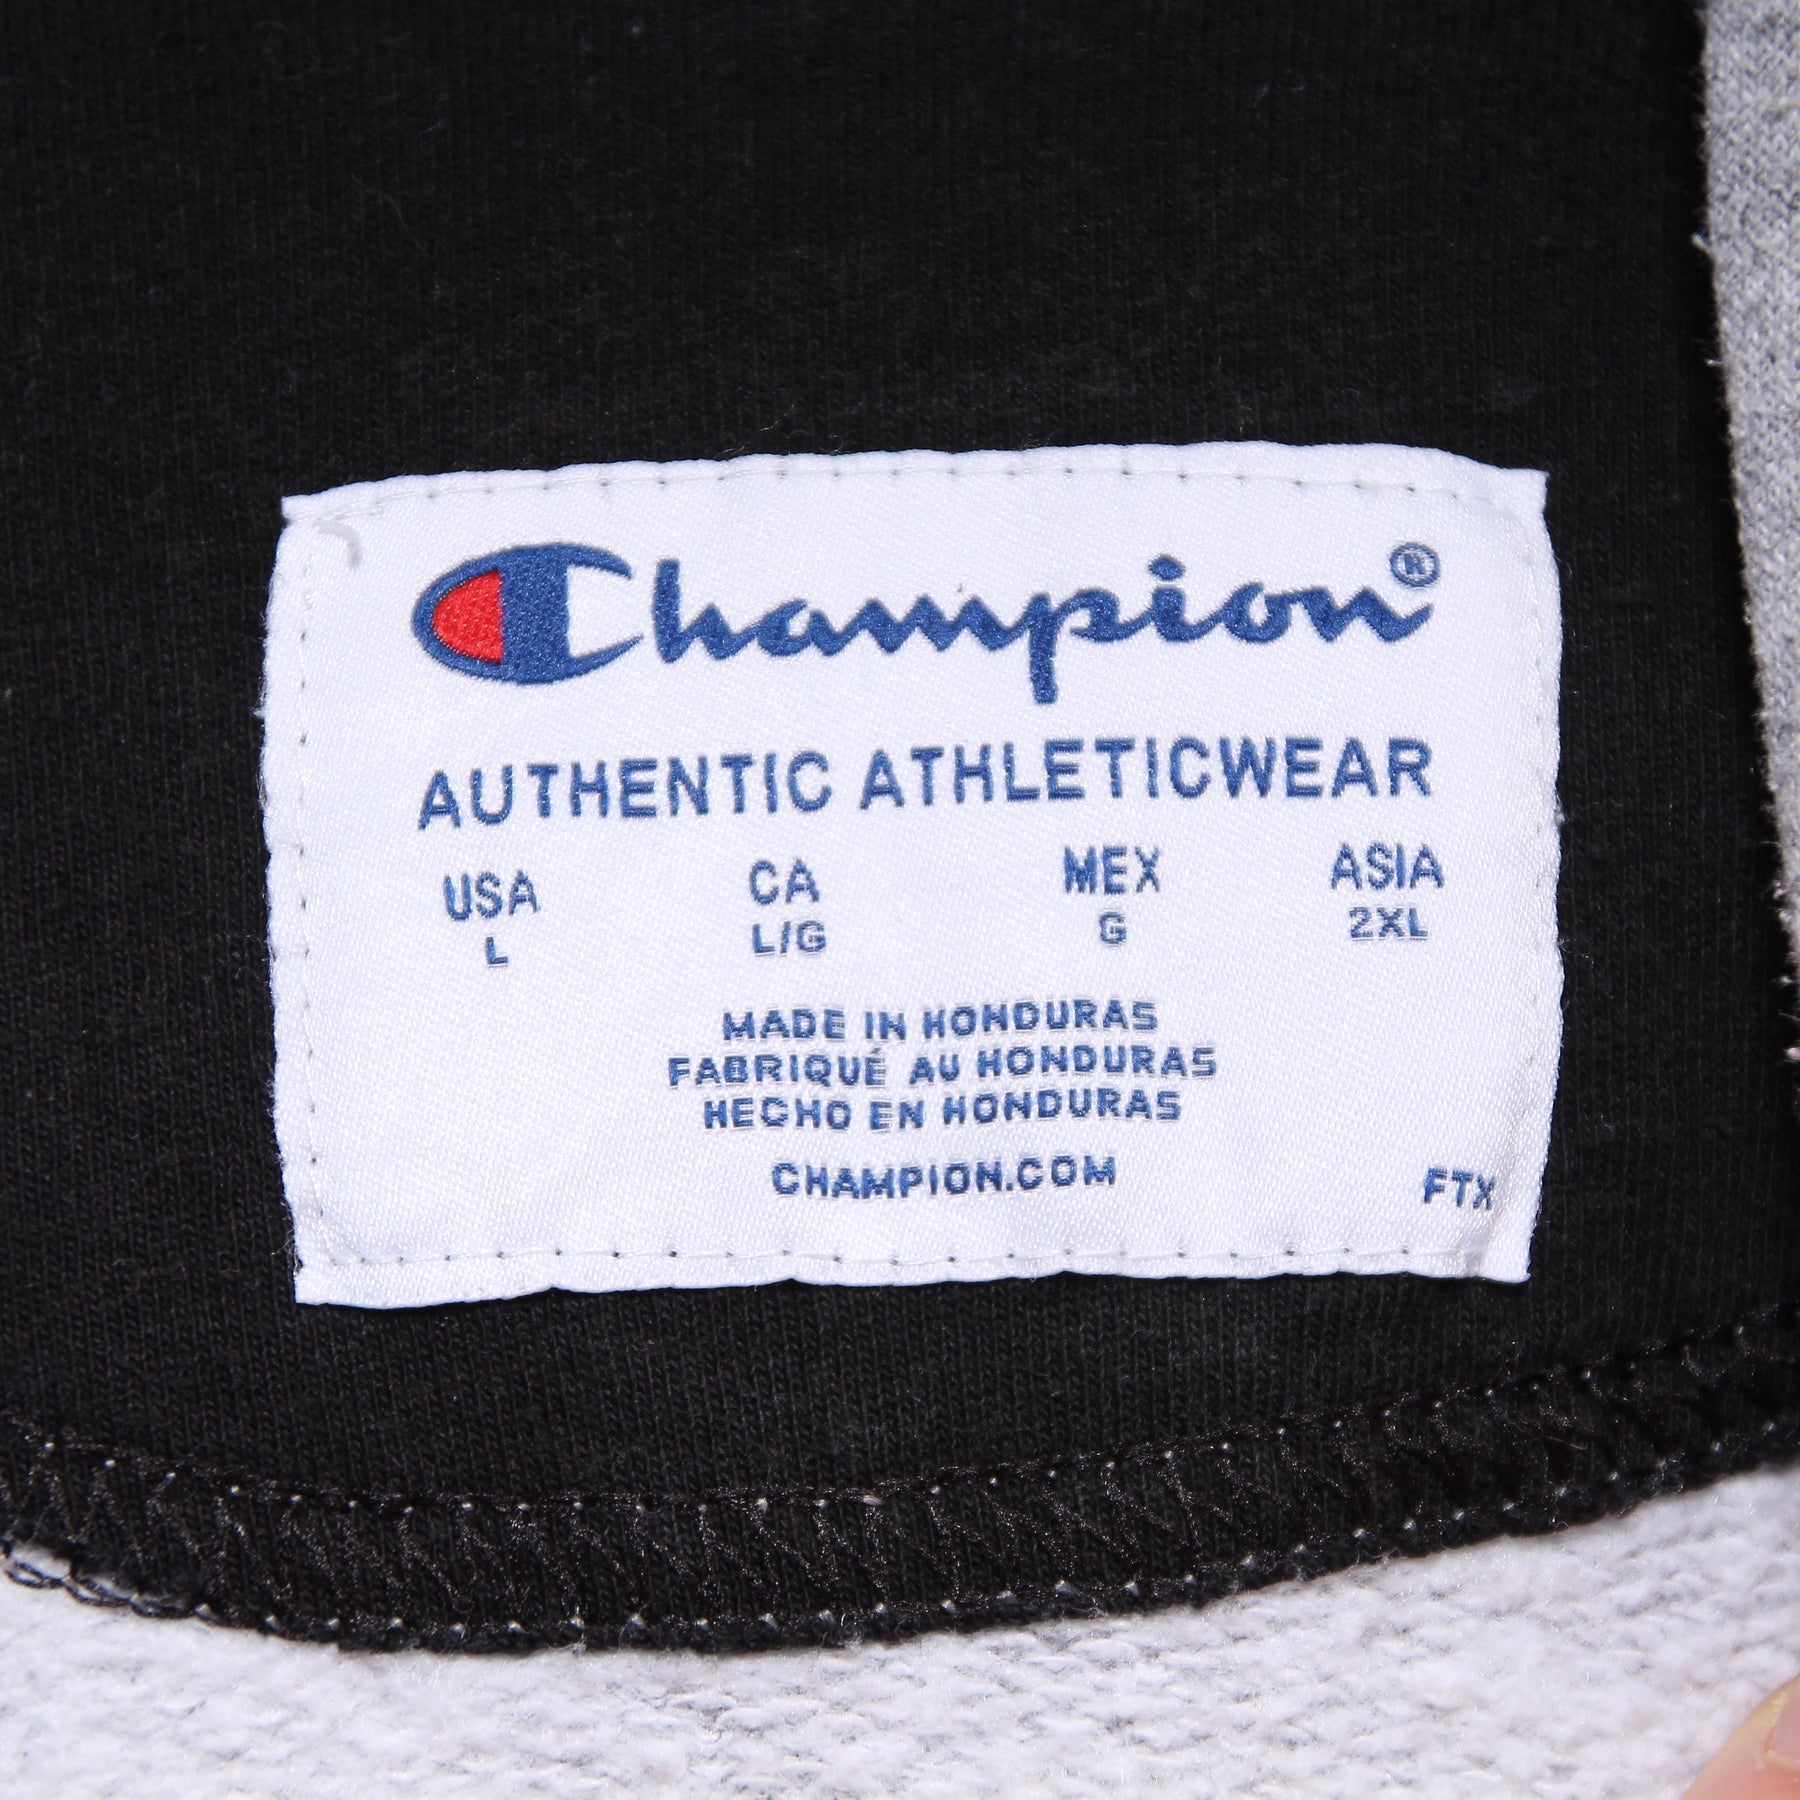 Champion®
AUTHENTIC ATHLETICWEAR
USA CA MEX ASIA
L L/G G 2XL
MADE IN HONDURAS
FABRIQUÉ AU HONDURAS
HECHO EN HONDURAS
CHAMPION.COM
FTX